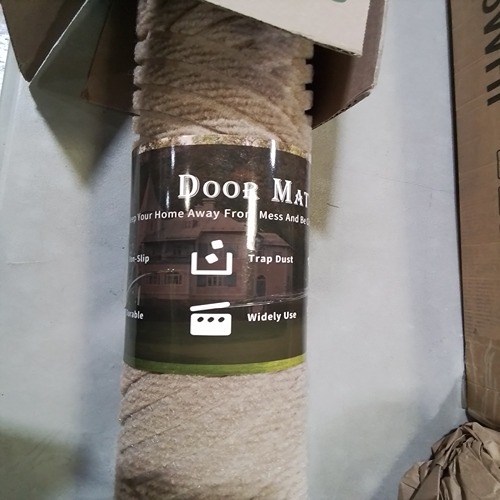 DOOR MAT
Your Home Away From Mess And Be
Trap Dust
Widely Use